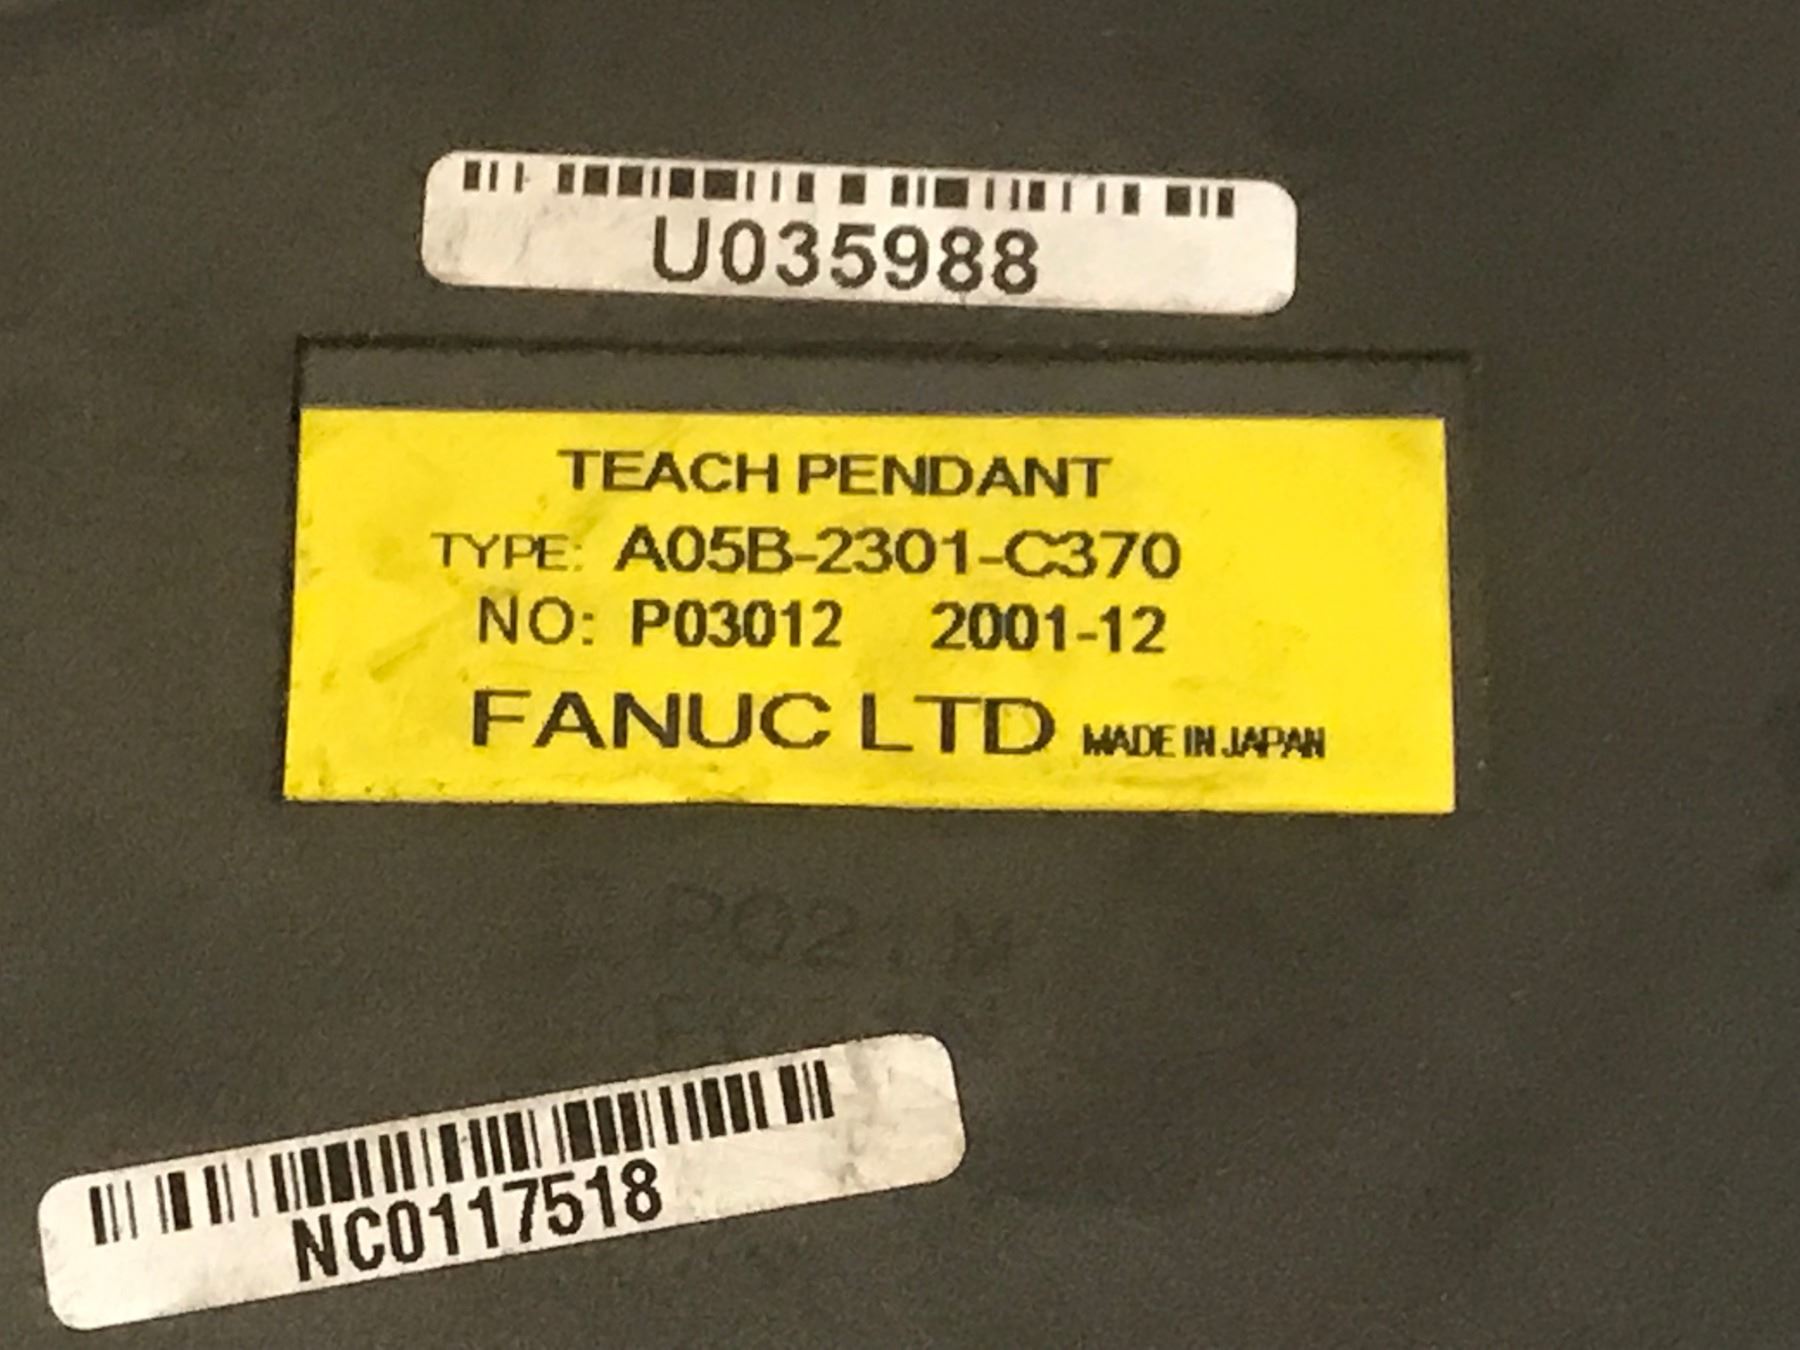 U035988
TEACH PENDANT
TYPE: A05B-2301-C370
NO: P03012 2001-12
FANUC LTD MADE IN JAPAN
NC0117518